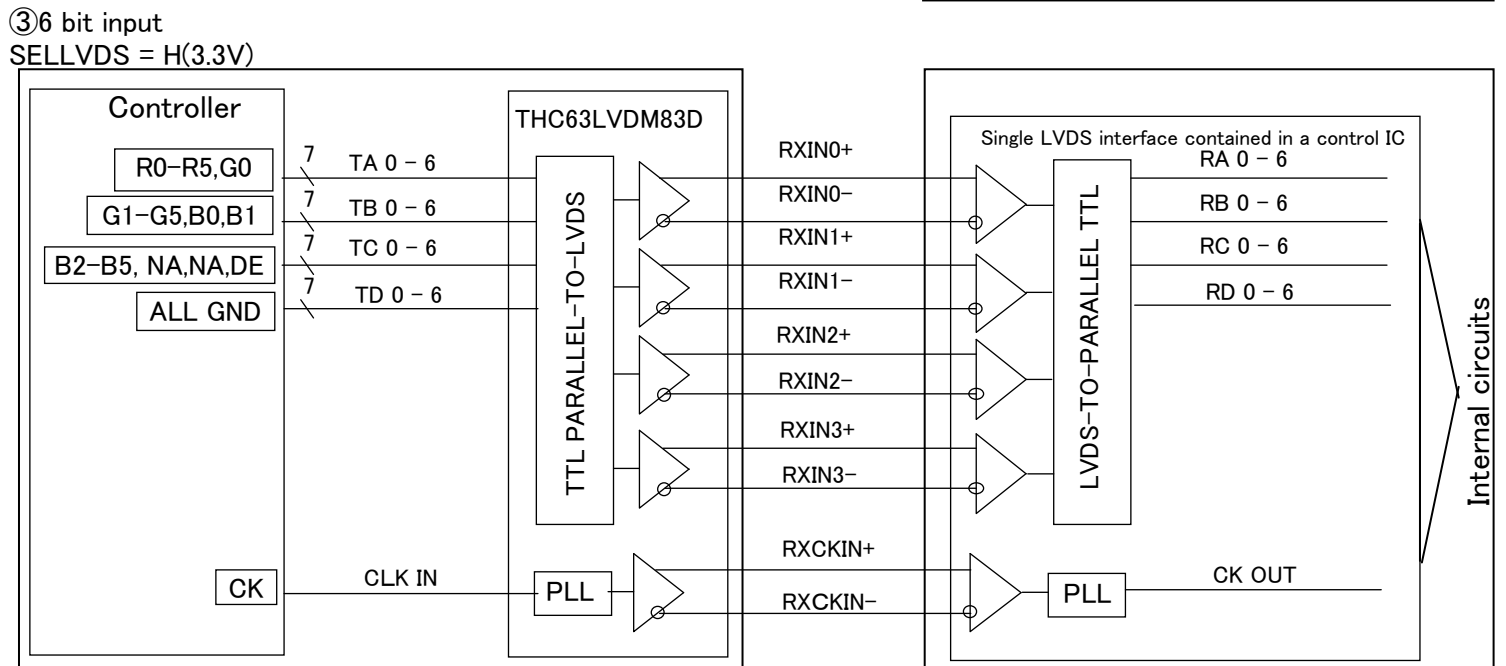 ③6 bit input
SELLVDS = H(3.3V)
Controller
R0-R5,G0
G1-G5,B0,B1
B2-B5, NA,NA,DE
ALL GND
CK
7
TA 0 - 6
7
TB 0 - 6
7
TC 0 - 6
7
TD 0 - 6
CLK IN
THC63LVDM83D
TTL PARALLEL-TO-LVDS
PLL
RXIN0+
RXIN0-
RXIN1+
RXIN1-
RXIN2+
RXIN2-
RXIN3+
RXIN3-
RXCKIN+
RXCKIN-
Single LVDS interface contained in a control IC
LVDS-TO-PARALLEL TTL
PLL
RA 0 - 6
RB 0 - 6
RC 0 - 6
RD 0 - 6
CK OUT
Internal circuits